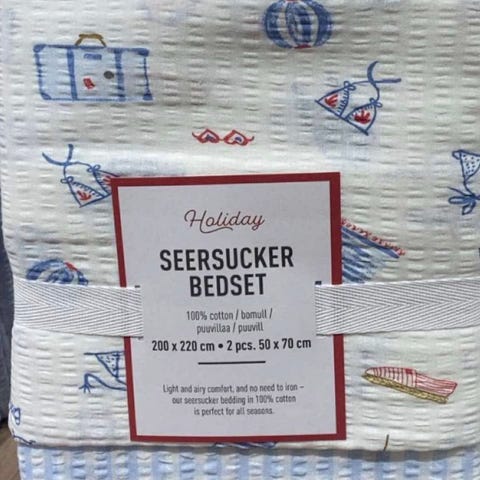 Holiday
SEERSUCKER
BEDSET
100% cotton / bomull /
puuvillaa / puuvill
200 x 220 cm • 2 pcs. 50 x 70 cm
Light and airy comfort, and no need to iron –
our seersucker bedding in 100% cotton
is perfect for all seasons.